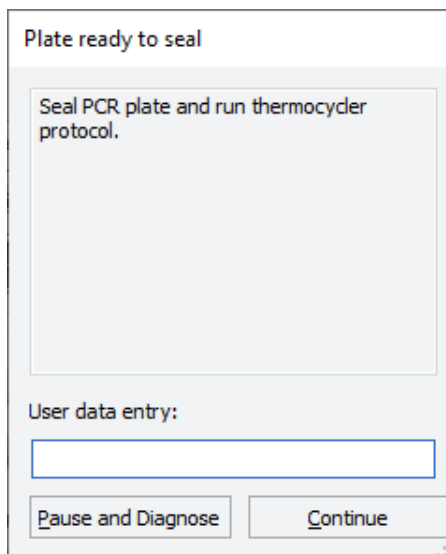 Plate ready to seal
Seal PCR plate and run thermocycler
protocol.
User data entry:
Pause and Diagnose
Continue